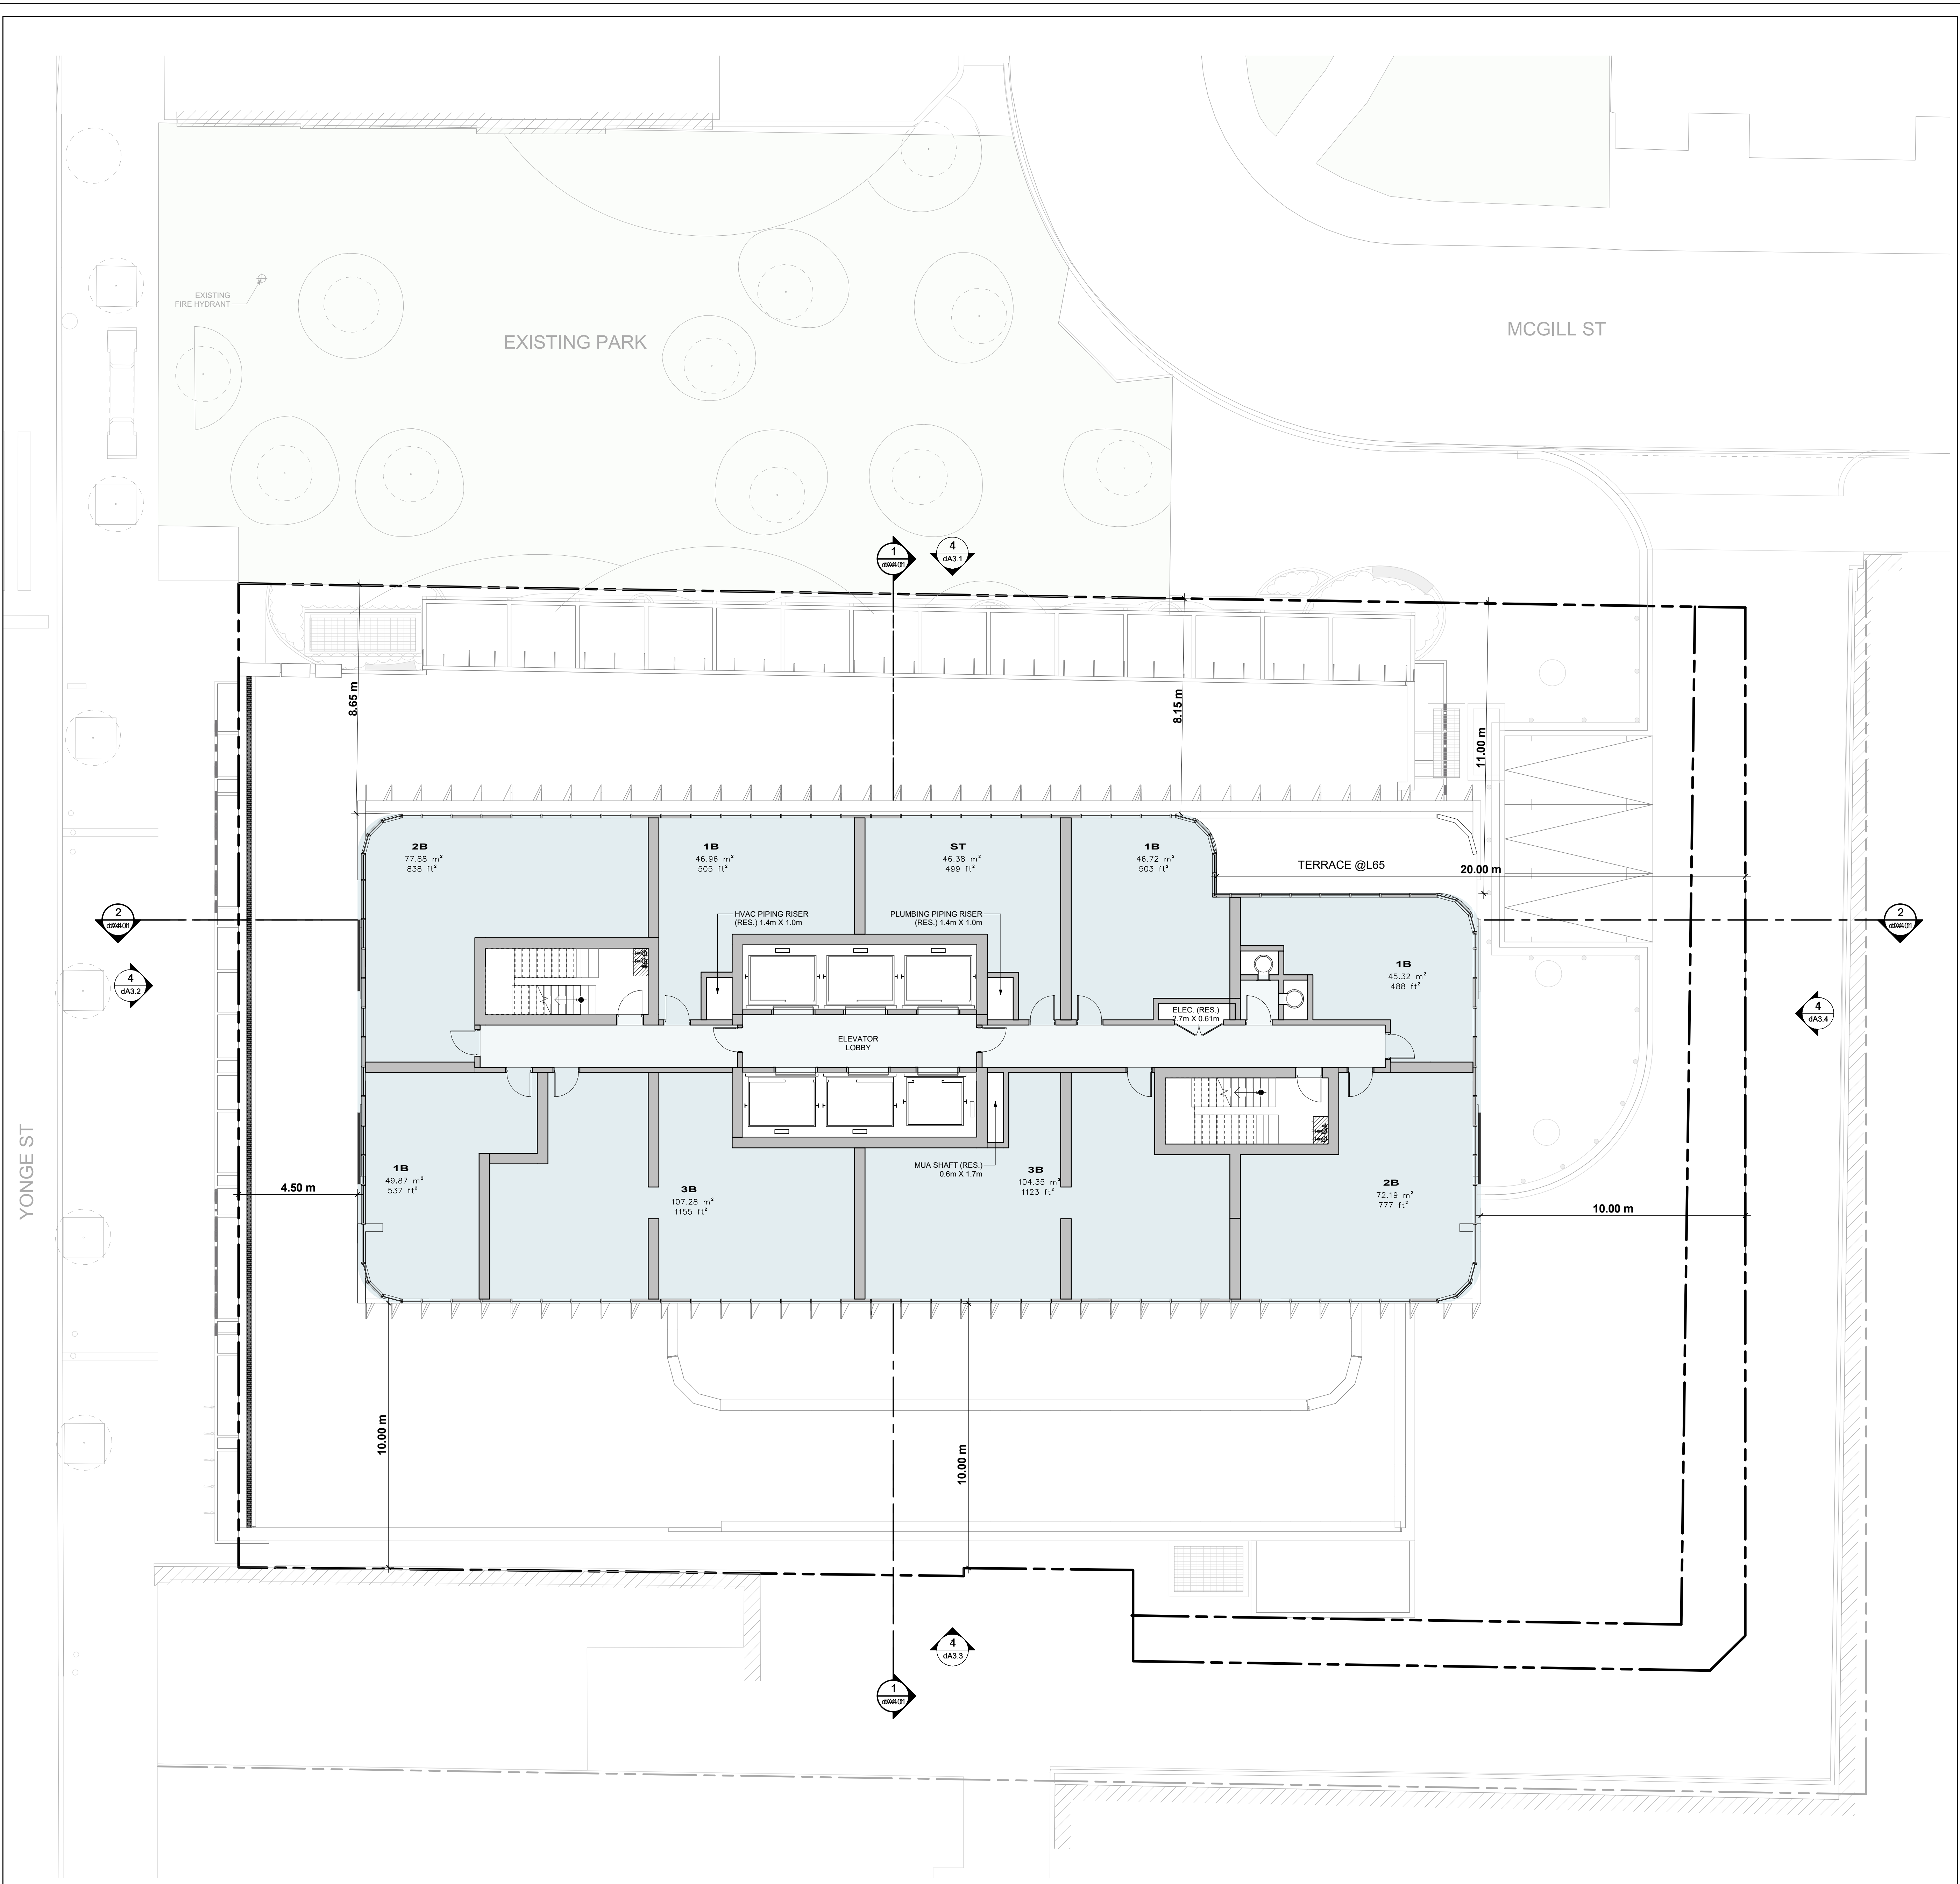 EXISTING
FIRE HYDRANT
EXISTING PARK
MCGILL ST
1
4
dA3.1
8.65 m
8.15 m
11.00 m
2B
77.88 m²
838 ft²
1B
46.96 m²
505 ft²
ST
46.38 m²
499 ft²
1B
46.72 m²
503 ft²
TERRACE @L65
20.00 m
HVAC PIPING RISER
(RES.) 1.4m X 1.0m
PLUMBING PIPING RISER
(RES.) 1.4m X 1.0m
2
2
4
dA3.2
1B
45.32 m²
488 ft²
ELEC. (RES.)
2.7m X 0.61m
4
dA3.4
ELEVATOR
LOBBY
YONGE ST
1B
49.87 m²
537 ft²
4.50 m
3B
107.28 m²
1155 ft²
MUA SHAFT (RES.)
0.6m X 1.7m
3B
104.35 m²
1123 ft²
2B
72.19 m²
777 ft²
10.00 m
10.00 m
10.00 m
4
dA3.3
1